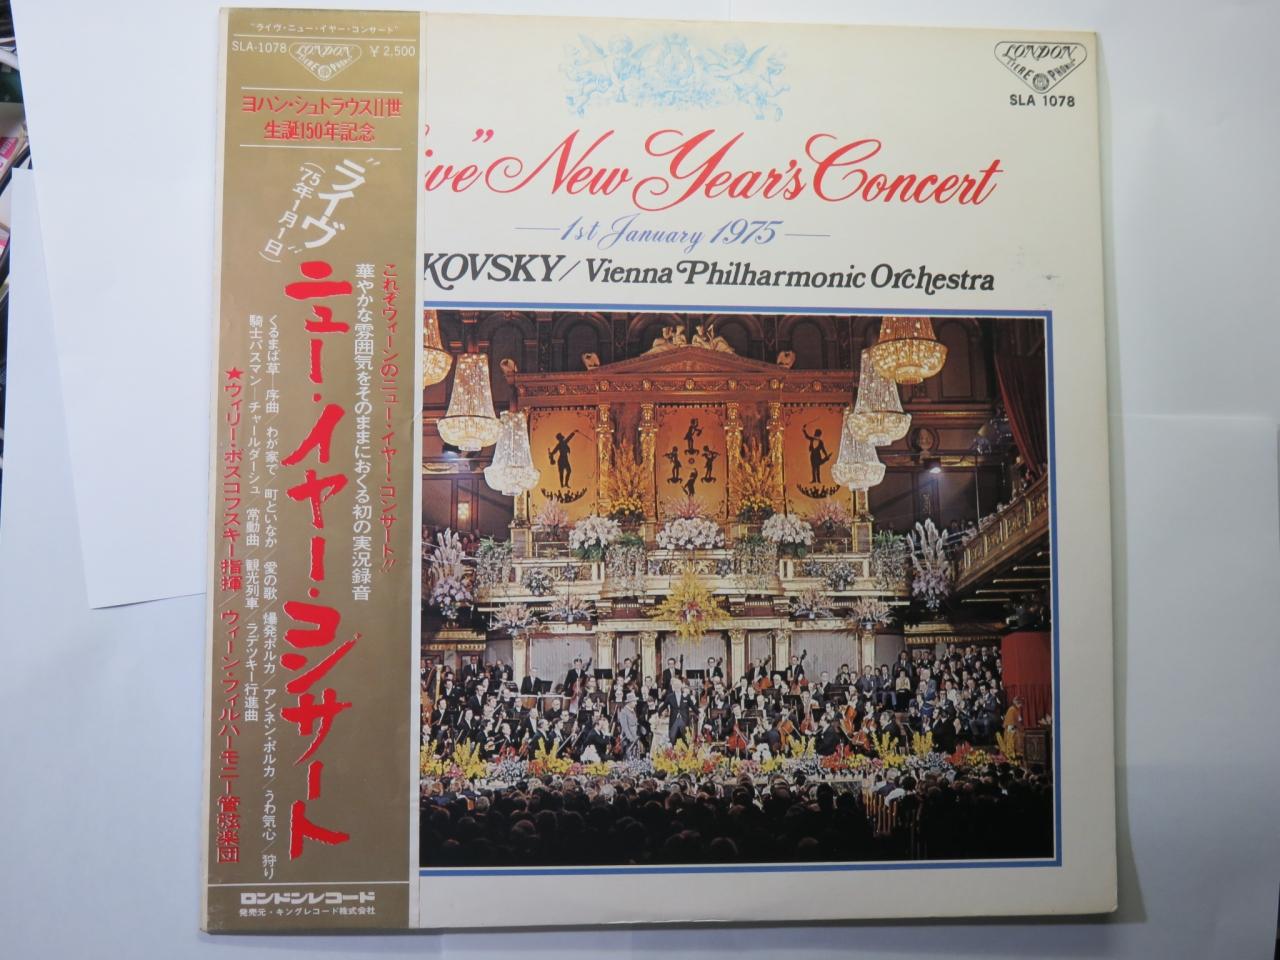 "ライヴ・ニュー・イヤー・コンサート"
SLA-1078
LONDON
STEREO PHONIC
¥2,500
ヨハン・シュトラウスII世
生誕150年記念
"ライヴ"
('75年1月1日)
ニュー・イヤー・コンサート
これぞウィーンのニュー・イヤー・コンサート!!
華やかな雰囲気をそのままにおくる初の実況録音
くるまば草―序曲/わが家で/町といなか/愛の歌/爆発ポルカ/アンネン・ポルカ/うわ気心/狩り
騎士パスマン―チャールダーシュ/常動曲/観光列車/ラデツキー行進曲
★ウィリー・ボスコフスキー指揮/ウィーン・フィルハーモニー管弦楽団
ロンドンレコード
発売元・キングレコード株式会社
LONDON
STEREO PHONIC
SLA 1078
ive" New Year's Concert
1st January 1975
KOVSKY/Vienna Philharmonic Orchestra